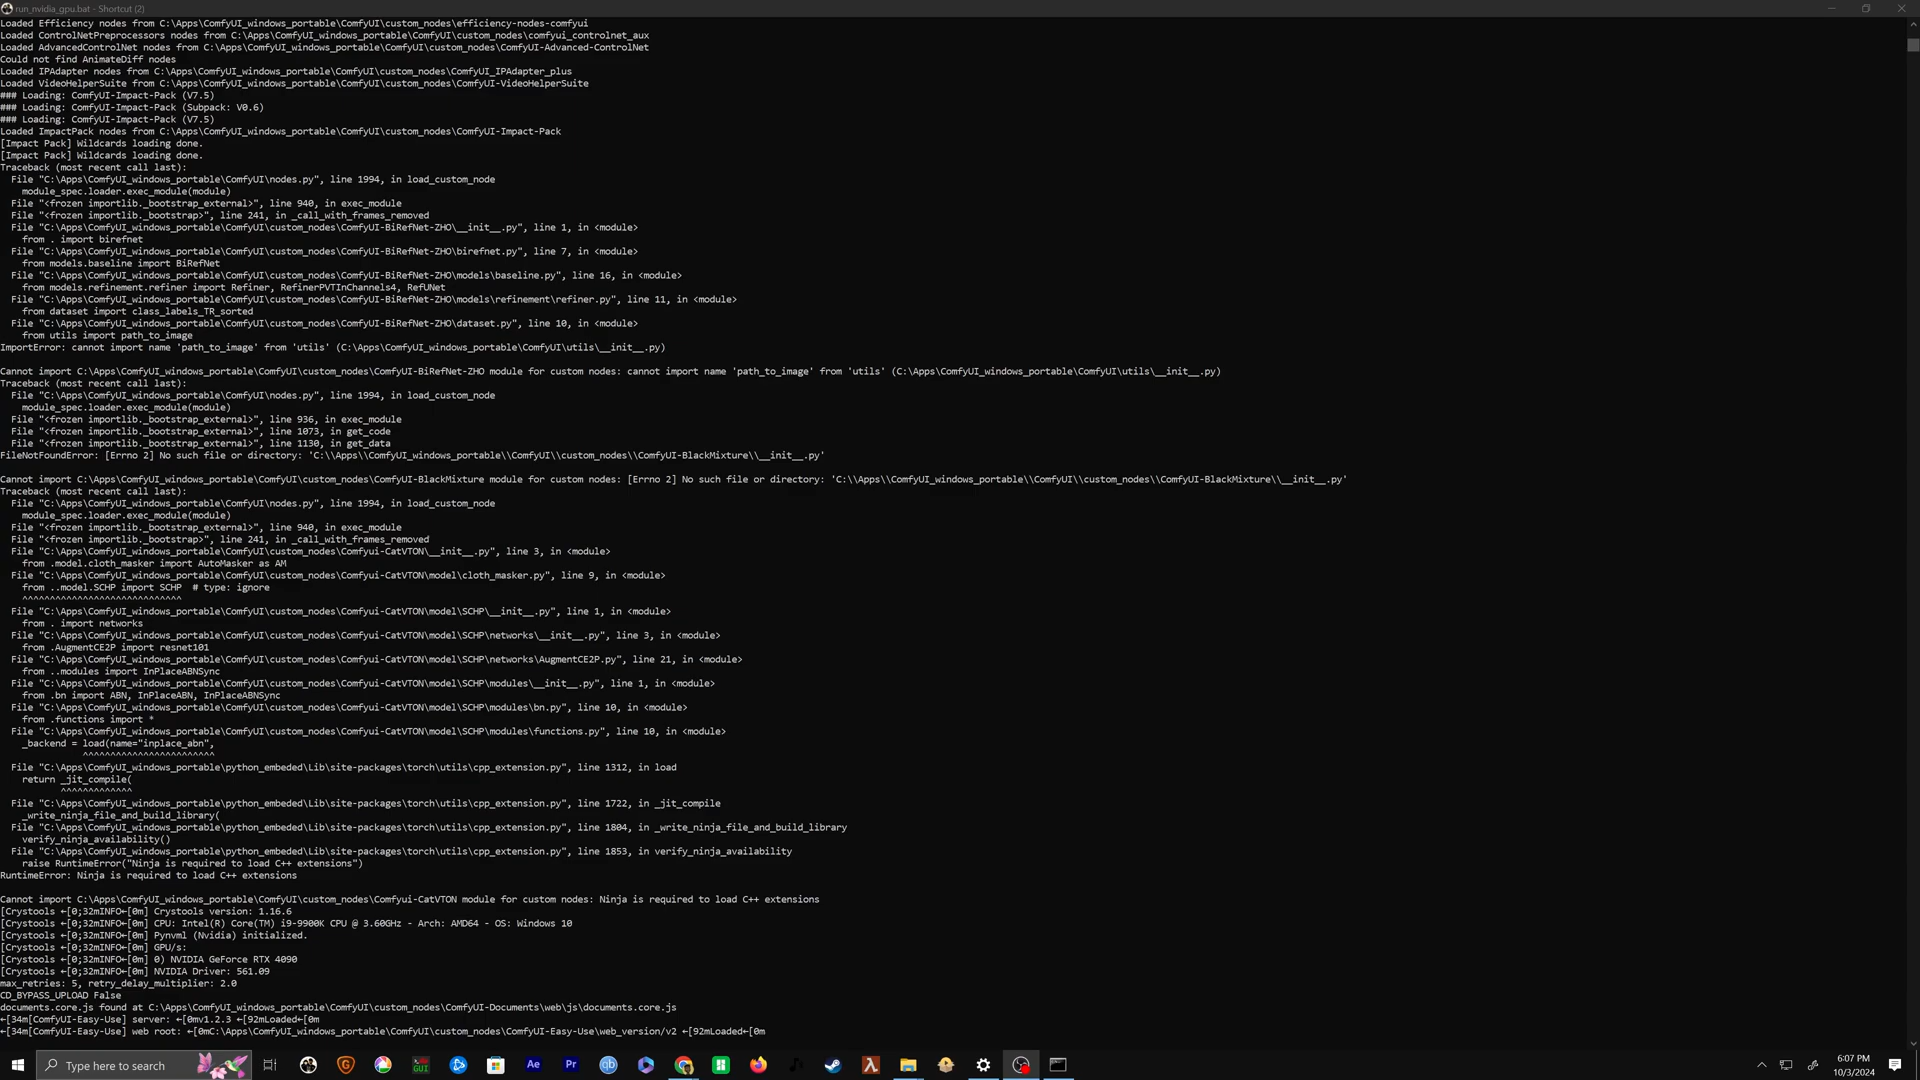 run_nvidia_gpu.bat - Shortcut (2)
Loaded Efficiency nodes from C:\Apps\ComfyUI_windows_portable\ComfyUI\custom_nodes\efficiency-nodes-comfyui
Loaded ControlNetPreprocessors nodes from C:\Apps\ComfyUI_windows_portable\ComfyUI\custom_nodes\comfyui_controlnet_aux
Loaded AdvancedControlNet nodes from C:\Apps\ComfyUI_windows_portable\ComfyUI\custom_nodes\ComfyUI-Advanced-ControlNet
Could not find AnimateDiff nodes
Loaded IPAdapter nodes from C:\Apps\ComfyUI_windows_portable\ComfyUI\custom_nodes\ComfyUI_IPAdapter_plus
Loaded VideoHelperSuite from C:\Apps\ComfyUI_windows_portable\ComfyUI\custom_nodes\ComfyUI-VideoHelperSuite
### Loading: ComfyUI-Impact-Pack (V7.5)
### Loading: ComfyUI-Impact-Pack (Subpack: V0.6)
### Loading: ComfyUI-Impact-Pack (V7.5)
Loaded ImpactPack nodes from C:\Apps\ComfyUI_windows_portable\ComfyUI\custom_nodes\ComfyUI-Impact-Pack
[Impact Pack] Wildcards loading done.
[Impact Pack] Wildcards loading done.
Traceback (most recent call last):
File "C:\Apps\ComfyUI_windows_portable\ComfyUI\nodes.py", line 1994, in load_custom_node
module_spec.loader.exec_module(module)
File "<frozen importlib._bootstrap_external>", line 940, in exec_module
File "<frozen importlib._bootstrap>", line 241, in _call_with_frames_removed
File "C:\Apps\ComfyUI_windows_portable\ComfyUI\custom_nodes\ComfyUI-BiRefNet-ZHO\__init__.py", line 1, in <module>
from . import birefnet
File "C:\Apps\ComfyUI_windows_portable\ComfyUI\custom_nodes\ComfyUI-BiRefNet-ZHO\birefnet.py", line 7, in <module>
from models.baseline import BiRefNet
File "C:\Apps\ComfyUI_windows_portable\ComfyUI\custom_nodes\ComfyUI-BiRefNet-ZHO\models\baseline.py", line 16, in <module>
from models.refinement.refiner import Refiner, RefinerPVTInChannels4, RefUNet
File "C:\Apps\ComfyUI_windows_portable\ComfyUI\custom_nodes\ComfyUI-BiRefNet-ZHO\models\refinement\refiner.py", line 11, in <module>
from dataset import class_labels_TR_sorted
File "C:\Apps\ComfyUI_windows_portable\ComfyUI\custom_nodes\ComfyUI-BiRefNet-ZHO\dataset.py", line 10, in <module>
from utils import path_to_image
ImportError: cannot import name 'path_to_image' from 'utils' (C:\Apps\ComfyUI_windows_portable\ComfyUI\utils\__init__.py)
Cannot import C:\Apps\ComfyUI_windows_portable\ComfyUI\custom_nodes\ComfyUI-BiRefNet-ZHO module for custom nodes: cannot import name 'path_to_image' from 'utils' (C:\Apps\ComfyUI_windows_portable\ComfyUI\utils\__init__.py)
Traceback (most recent call last):
File "C:\Apps\ComfyUI_windows_portable\ComfyUI\nodes.py", line 1994, in load_custom_node
module_spec.loader.exec_module(module)
File "<frozen importlib._bootstrap_external>", line 936, in exec_module
File "<frozen importlib._bootstrap_external>", line 1073, in get_code
File "<frozen importlib._bootstrap_external>", line 1130, in get_data
FileNotFoundError: [Errno 2] No such file or directory: 'C:\\Apps\\ComfyUI_windows_portable\\ComfyUI\\custom_nodes\\ComfyUI-BlackMixture\\__init__.py'
Cannot import C:\Apps\ComfyUI_windows_portable\ComfyUI\custom_nodes\ComfyUI-BlackMixture module for custom nodes: [Errno 2] No such file or directory: 'C:\\Apps\\ComfyUI_windows_portable\\ComfyUI\\custom_nodes\\ComfyUI-BlackMixture\\__init__.py'
Traceback (most recent call last):
File "C:\Apps\ComfyUI_windows_portable\ComfyUI\nodes.py", line 1994, in load_custom_node
module_spec.loader.exec_module(module)
File "<frozen importlib._bootstrap_external>", line 940, in exec_module
File "<frozen importlib._bootstrap>", line 241, in _call_with_frames_removed
File "C:\Apps\ComfyUI_windows_portable\ComfyUI\custom_nodes\Comfyui-CatVTON\__init__.py", line 3, in <module>
from .model.cloth_masker import AutoMasker as AM
File "C:\Apps\ComfyUI_windows_portable\ComfyUI\custom_nodes\Comfyui-CatVTON\model\cloth_masker.py", line 9, in <module>
from ..model.SCHP import SCHP  # type: ignore
^^^^^^^^^^^^^^^^^^^^^^^^^^^^^
File "C:\Apps\ComfyUI_windows_portable\ComfyUI\custom_nodes\Comfyui-CatVTON\model\SCHP\__init__.py", line 1, in <module>
from . import networks
File "C:\Apps\ComfyUI_windows_portable\ComfyUI\custom_nodes\Comfyui-CatVTON\model\SCHP\networks\__init__.py", line 3, in <module>
from .AugmentCE2P import resnet101
File "C:\Apps\ComfyUI_windows_portable\ComfyUI\custom_nodes\Comfyui-CatVTON\model\SCHP\networks\AugmentCE2P.py", line 21, in <module>
from ..modules import InPlaceABNSync
File "C:\Apps\ComfyUI_windows_portable\ComfyUI\custom_nodes\Comfyui-CatVTON\model\SCHP\modules\__init__.py", line 1, in <module>
from .bn import ABN, InPlaceABN, InPlaceABNSync
File "C:\Apps\ComfyUI_windows_portable\ComfyUI\custom_nodes\Comfyui-CatVTON\model\SCHP\modules\bn.py", line 10, in <module>
from .functions import *
File "C:\Apps\ComfyUI_windows_portable\ComfyUI\custom_nodes\Comfyui-CatVTON\model\SCHP\modules\functions.py", line 10, in <module>
_backend = load(name="inplace_abn",
^^^^^^^^^^^^^^^^^^^^^^^^
File "C:\Apps\ComfyUI_windows_portable\python_embeded\Lib\site-packages\torch\utils\cpp_extension.py", line 1312, in load
return _jit_compile(
^^^^^^^^^^^^^
File "C:\Apps\ComfyUI_windows_portable\python_embeded\Lib\site-packages\torch\utils\cpp_extension.py", line 1722, in _jit_compile
_write_ninja_file_and_build_library(
File "C:\Apps\ComfyUI_windows_portable\python_embeded\Lib\site-packages\torch\utils\cpp_extension.py", line 1804, in _write_ninja_file_and_build_library
verify_ninja_availability()
File "C:\Apps\ComfyUI_windows_portable\python_embeded\Lib\site-packages\torch\utils\cpp_extension.py", line 1853, in verify_ninja_availability
raise RuntimeError("Ninja is required to load C++ extensions")
RuntimeError: Ninja is required to load C++ extensions
Cannot import C:\Apps\ComfyUI_windows_portable\ComfyUI\custom_nodes\Comfyui-CatVTON module for custom nodes: Ninja is required to load C++ extensions
[Crystools ←[0;32mINFO←[0m] Crystools version: 1.16.6
[Crystools ←[0;32mINFO←[0m] CPU: Intel(R) Core(TM) i9-9900K CPU @ 3.60GHz - Arch: AMD64 - OS: Windows 10
[Crystools ←[0;32mINFO←[0m] Pynvml (Nvidia) initialized.
[Crystools ←[0;32mINFO←[0m] GPU/s:
[Crystools ←[0;32mINFO←[0m] 0) NVIDIA GeForce RTX 4090
[Crystools ←[0;32mINFO←[0m] NVIDIA Driver: 561.09
max_retries: 5, retry_delay_multiplier: 2.0
CD_BYPASS_UPLOAD False
documents.core.js found at C:\Apps\ComfyUI_windows_portable\ComfyUI\custom_nodes\ComfyUI-Documents\web\js\documents.core.js
←[34m[ComfyUI-Easy-Use] server: ←[0mv1.2.3 ←[92mLoaded←[0m
←[34m[ComfyUI-Easy-Use] web root: ←[0mC:\Apps\ComfyUI_windows_portable\ComfyUI\custom_nodes\ComfyUI-Easy-Use\web_version/v2 ←[92mLoaded←[0m
Type here to search
GUI
Ae
Pr
qb
6:07 PM
10/3/2024